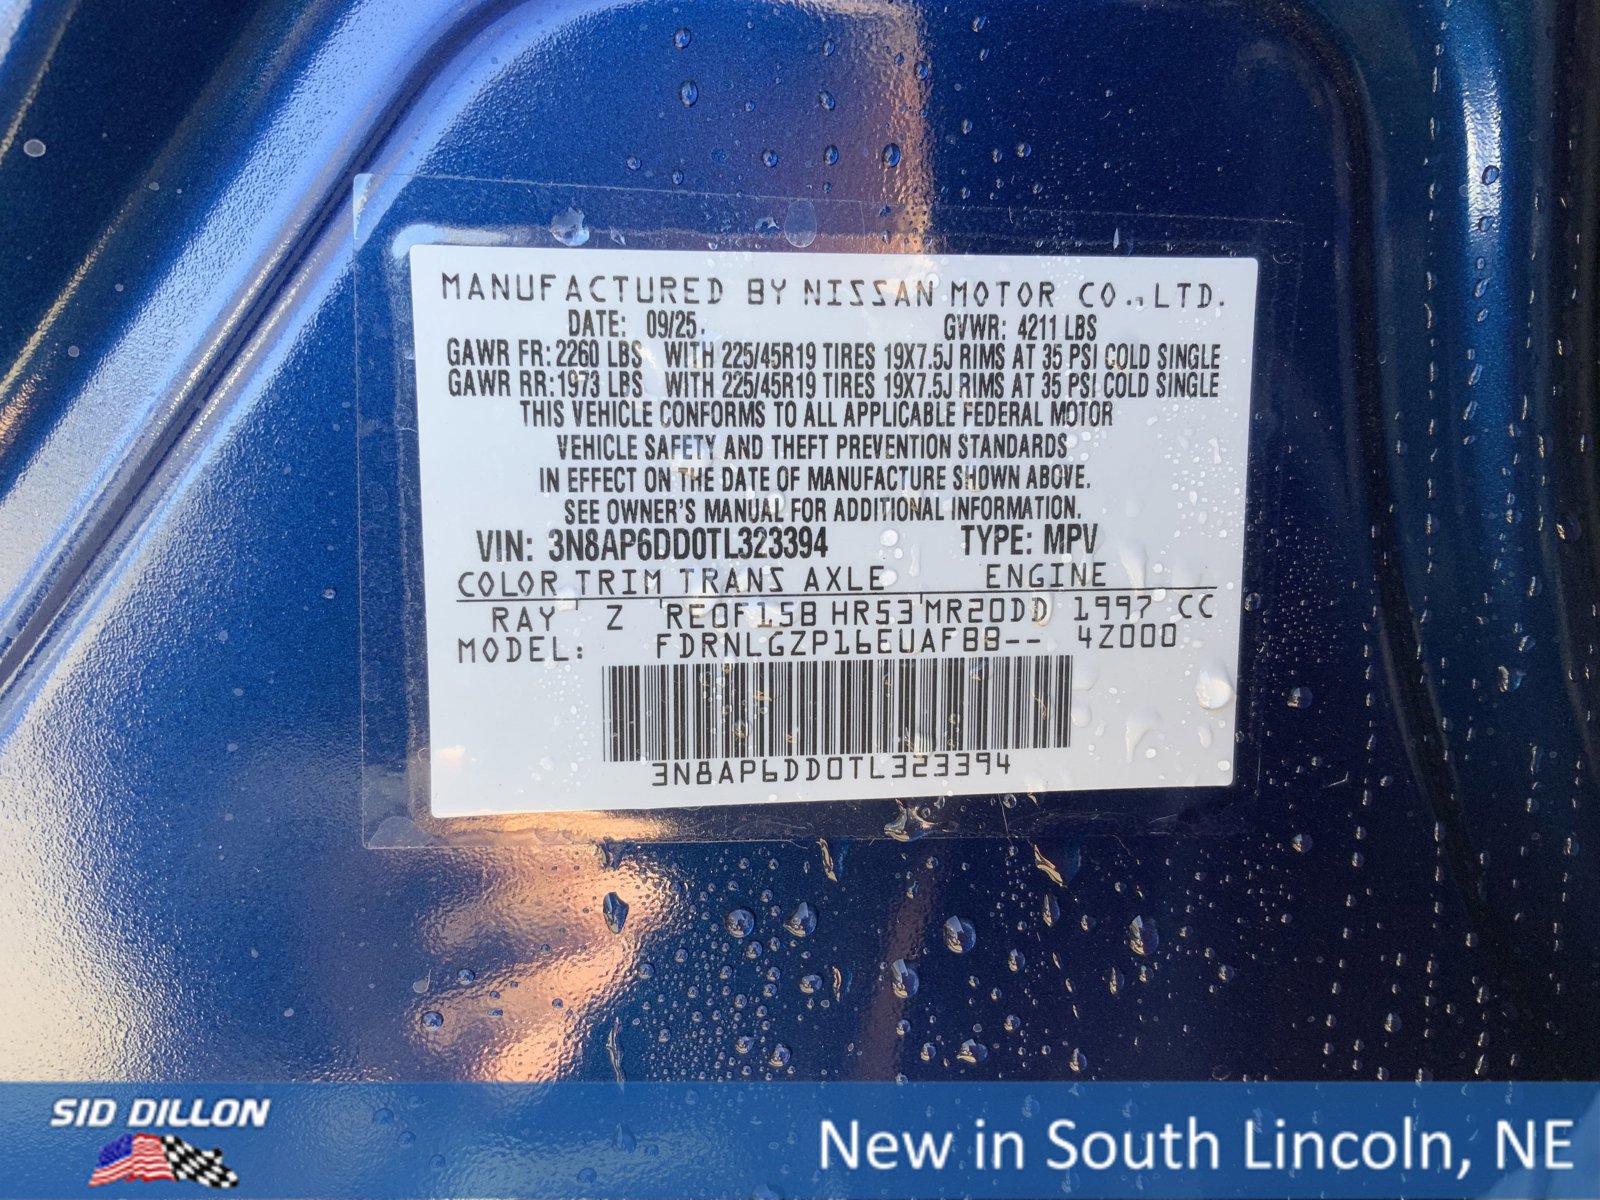 MANUFACTURED BY NISSAN MOTOR CO.,LTD.
DATE: 09/25. GVWR: 4211 LBS
GAWR FR: 2260 LBS WITH 225/45R19 TIRES 19X7.5J RIMS AT 35 PSI COLD SINGLE
GAWR RR: 1973 LBS WITH 225/45R19 TIRES 19X7.5J RIMS AT 35 PSI COLD SINGLE
THIS VEHICLE CONFORMS TO ALL APPLICABLE FEDERAL MOTOR
VEHICLE SAFETY AND THEFT PREVENTION STANDARDS
IN EFFECT ON THE DATE OF MANUFACTURE SHOWN ABOVE.
SEE OWNER'S MANUAL FOR ADDITIONAL INFORMATION.
VIN: 3N8AP6DD0TL323394 TYPE: MPV
COLOR TRIM TRANS AXLE ENGINE
RAY Z RE0F15B HR53 MR20DD 1997 CC
MODEL: FDRNLGZP16EUAFBB-- 4Z000
3N8AP6DD0TL323394
SID DILLON
New in South Lincoln, NE